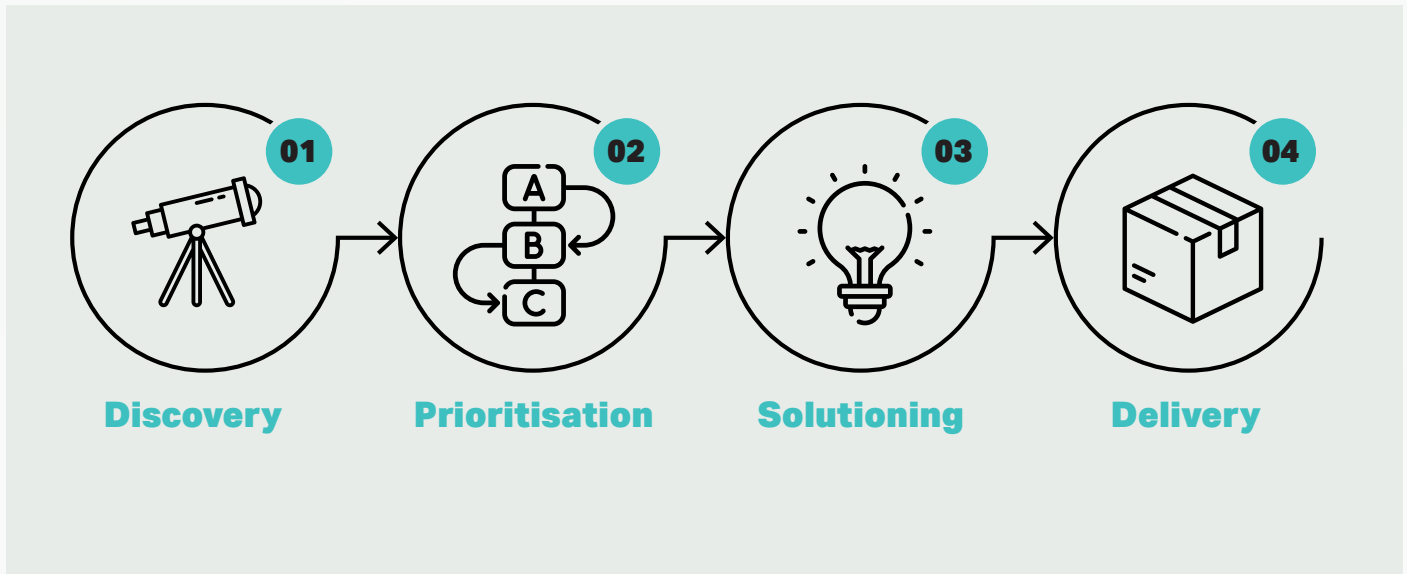 01
02
03
04
A
B
C
Discovery
Prioritisation
Solutioning
Delivery